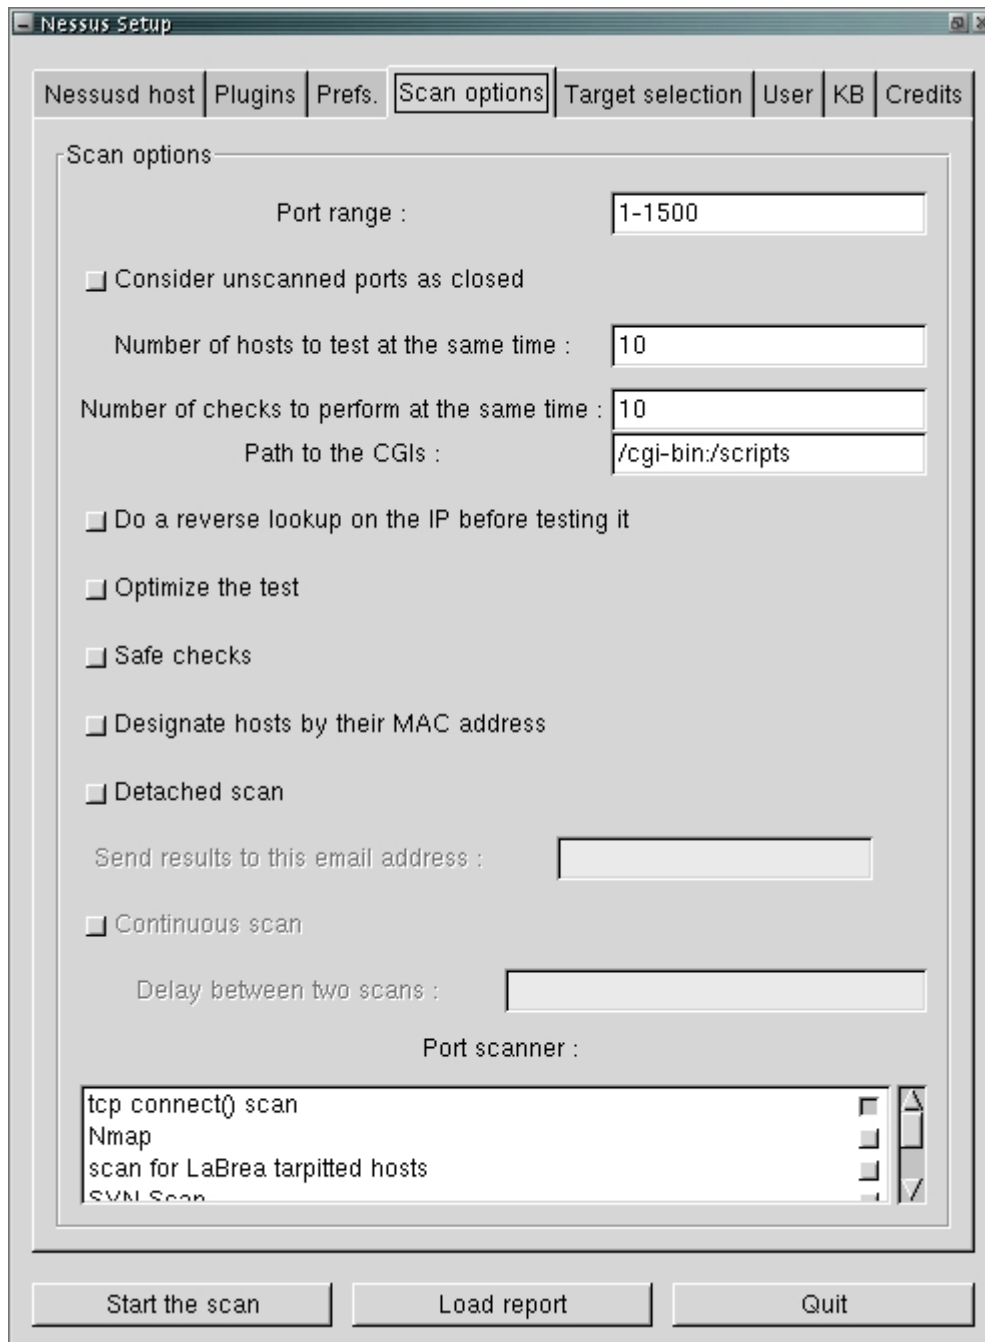 Nessus Setup
Nessusd host Plugins Prefs. Scan options Target selection User KB Credits
Scan options
Port range : 1-1500
Consider unscanned ports as closed
Number of hosts to test at the same time : 10
Number of checks to perform at the same time : 10
Path to the CGIs : /cgi-bin:/scripts
Do a reverse lookup on the IP before testing it
Optimize the test
Safe checks
Designate hosts by their MAC address
Detached scan
Send results to this email address :
Continuous scan
Delay between two scans :
Port scanner :
tcp connect() scan
Nmap
scan for LaBrea tarpitted hosts
SYN Scan
Start the scan Load report Quit